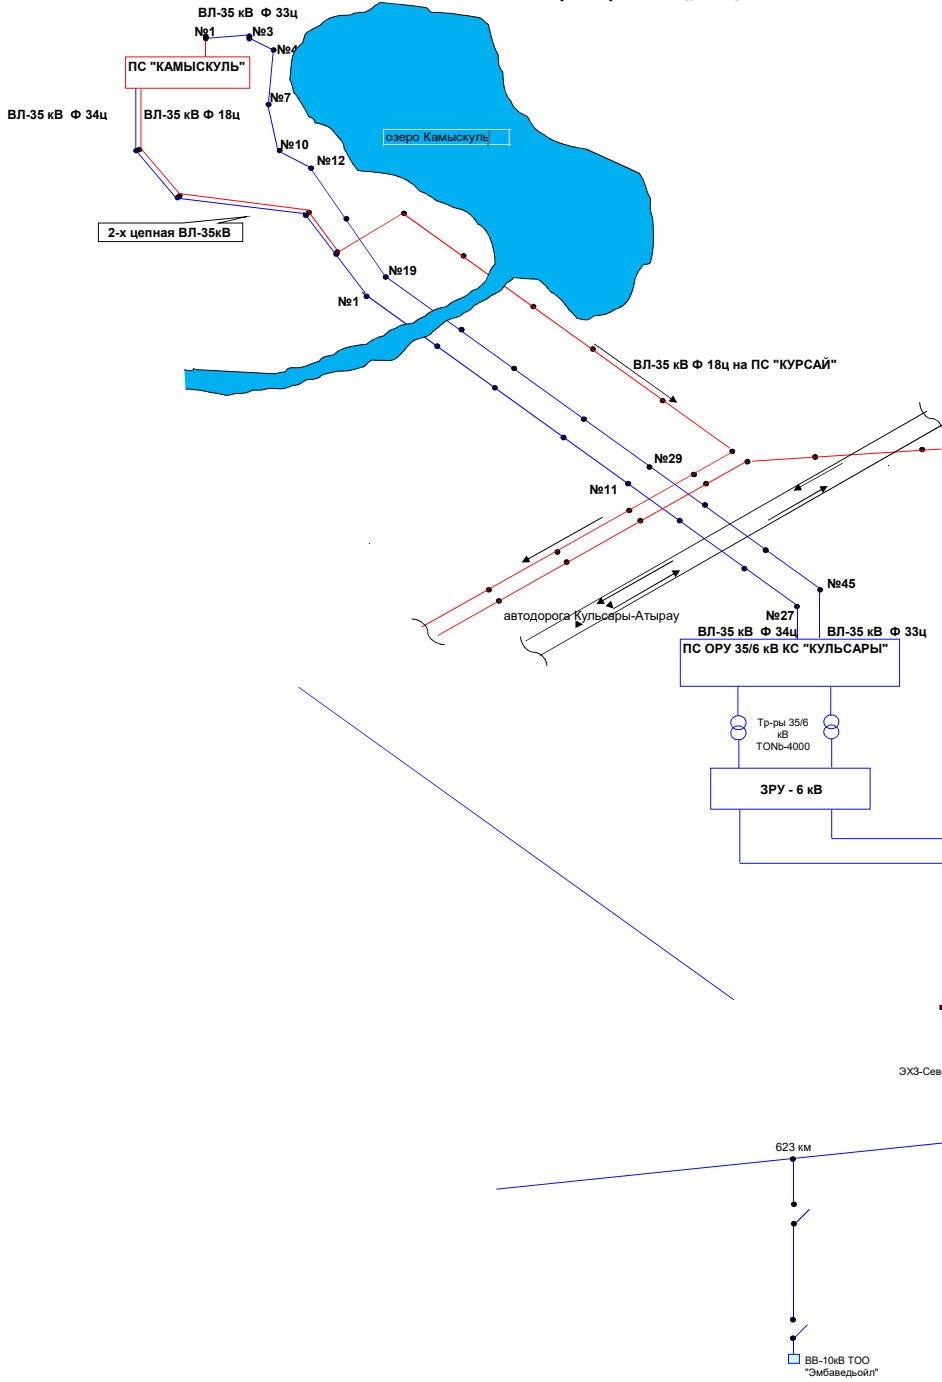 ВЛ-35 кВ Ф 33ц
№1
№3
№4
ПС "КАМЫСКУЛЬ"
№7
ВЛ-35 кВ Ф 34ц
ВЛ-35 кВ Ф 18ц
озеро Камыскуль
№10
№12
2-х цепная ВЛ-35кВ
№19
№1
ВЛ-35 кВ Ф 18ц на ПС "КУРСАЙ"
№29
№11
№45
автодорога Кульсары-Атырау
№27
ВЛ-35 кВ Ф 34ц
ВЛ-35 кВ Ф 33ц
ПС ОРУ 35/6 кВ КС "КУЛЬСАРЫ"
Тр-ры 35/6
кВ
TONb-4000
ЗРУ - 6 кВ
ЭХЗ-Сев
623 км
ВВ-10кВ ТОО
"Эмбаведьойл"